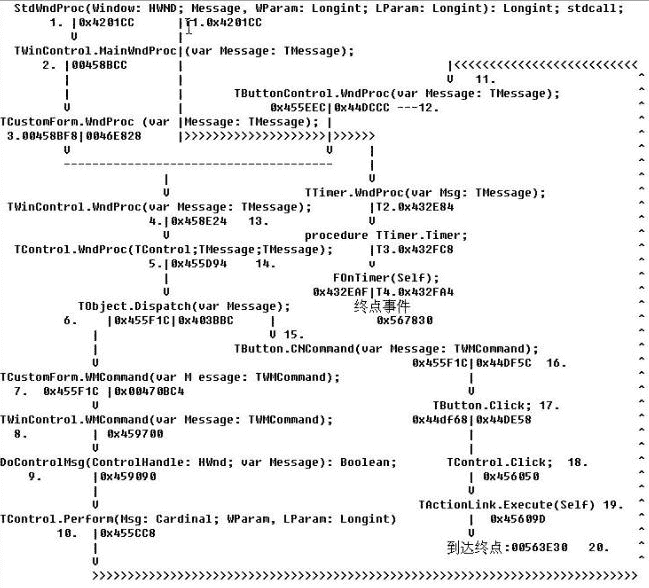 StdWndProc(Window: HWND; Message, WParam: Longint; LParam: Longint): Longint; stdcall;
1. |0x4201CC |T1.0x4201CC
V |
TWinControl.MainWndProc|(var Message: TMessage);
2. |00458BCC | |<<<<<<<<<<<<<<<<<<<<<<<<<<
| | V 11. ^
| | TButtonControl.WndProc(var Message: TMessage); ^
V | 0x455EEC|0x44DCCC ---12. ^
TCustomForm.WndProc (var |Message: TMessage); | ^
3.00458BF8|0046E828 |>>>>>>>>>>>>>>>>>>>>|>>>>>> ^
V V | ^
-------------------------------------- | ^
| | ^
V TTimer.WndProc(var Msg: TMessage); ^
TWinControl.WndProc(var Message: TMessage); |T2.0x432E84 ^
4.|0x458E24 13. V ^
V procedure TTimer.Timer; ^
TControl.WndProc(TControl;TMessage;TMessage); |T3.0x432FC8 ^
5.|0x455D94 14. V ^
| FOnTimer(Self); ^
V 0x432EAF|T4.0x432FA4 ^
TObject.Dispatch(var Message); 终点事件 ^
6. |0x455F1C|0x403BBC | 0x567830 ^
| V 15. ^
| TButton.CNCommand(var Message: TWMCommand); ^
V 0x455F1C|0x44DF5C 16. ^
TCustomForm.WMCommand(var M essage: TWMCommand); | ^
7. 0x455F1C |0x00470BC4 V ^
V TButton.Click; 17. ^
TWinControl.WMCommand(var Message: TWMCommand); 0x44df68|0x44DE58 ^
8. | 0x459700 | ^
V V ^
DoControlMsg(ControlHandle: HWnd; var Message): Boolean; TControl.Click; 18. ^
9. |0x459090 | 0x456050 ^
V V ^
| TActionLink.Execute(Self) 19. ^
TControl.Perform(Msg: Cardinal; WParam, LParam: Longint) | 0x45609D ^
10. |0x455CC8 V ^
| 到达终点:00563E30 20. ^
V ^
>>>>>>>>>>>>>>>>>>>>>>>>>>>>>>>>>>>>>>>>>>>>>>>>>>>>>>>>>>>>>>>>>>>>>>>>>>>>